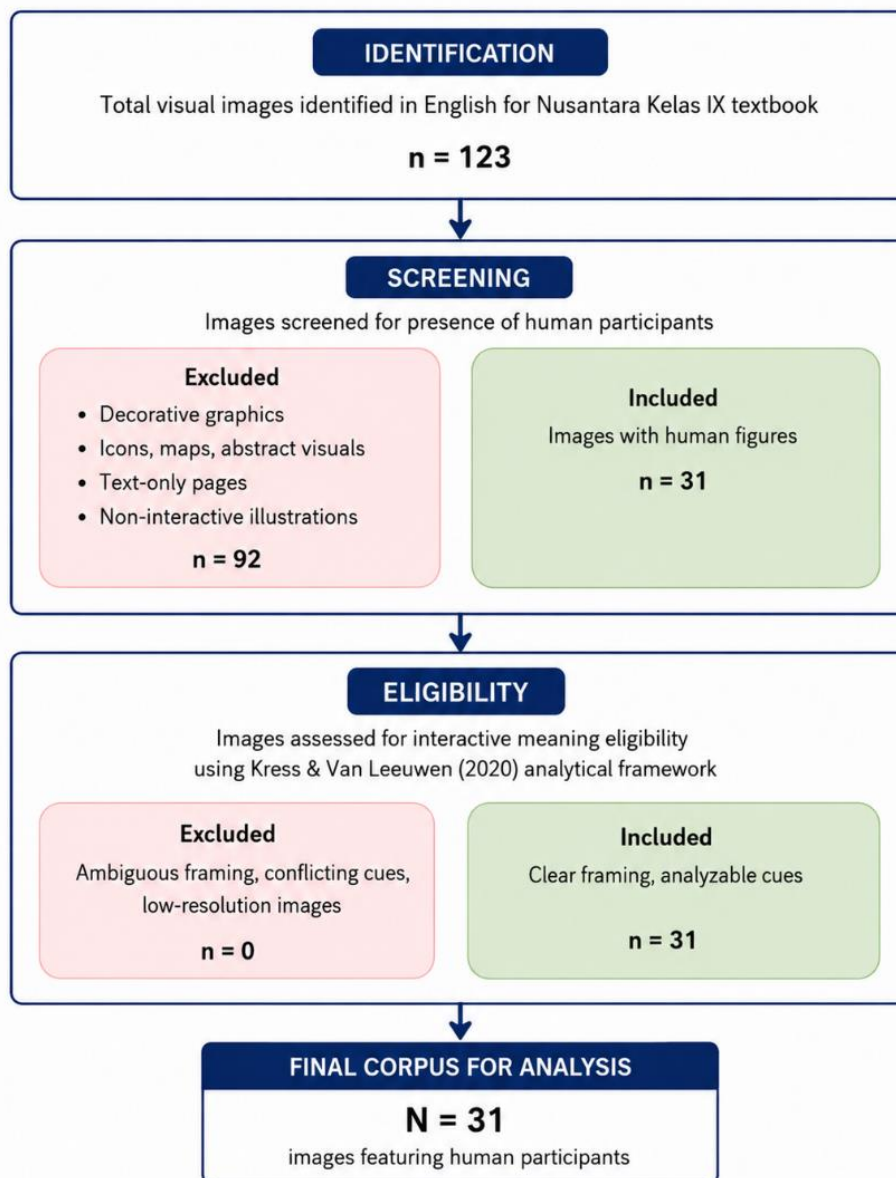 IDENTIFICATION
Total visual images identified in English for Nusantara Kelas IX textbook
n = 123
SCREENING
Images screened for presence of human participants
Excluded
• Decorative graphics
• Icons, maps, abstract visuals
• Text-only pages
• Non-interactive illustrations
n = 92
Included
Images with human figures
n = 31
ELIGIBILITY
Images assessed for interactive meaning eligibility
using Kress & Van Leeuwen (2020) analytical framework
Excluded
Ambiguous framing, conflicting cues,
low-resolution images
n = 0
Included
Clear framing, analyzable cues
n = 31
FINAL CORPUS FOR ANALYSIS
N = 31
images featuring human participants